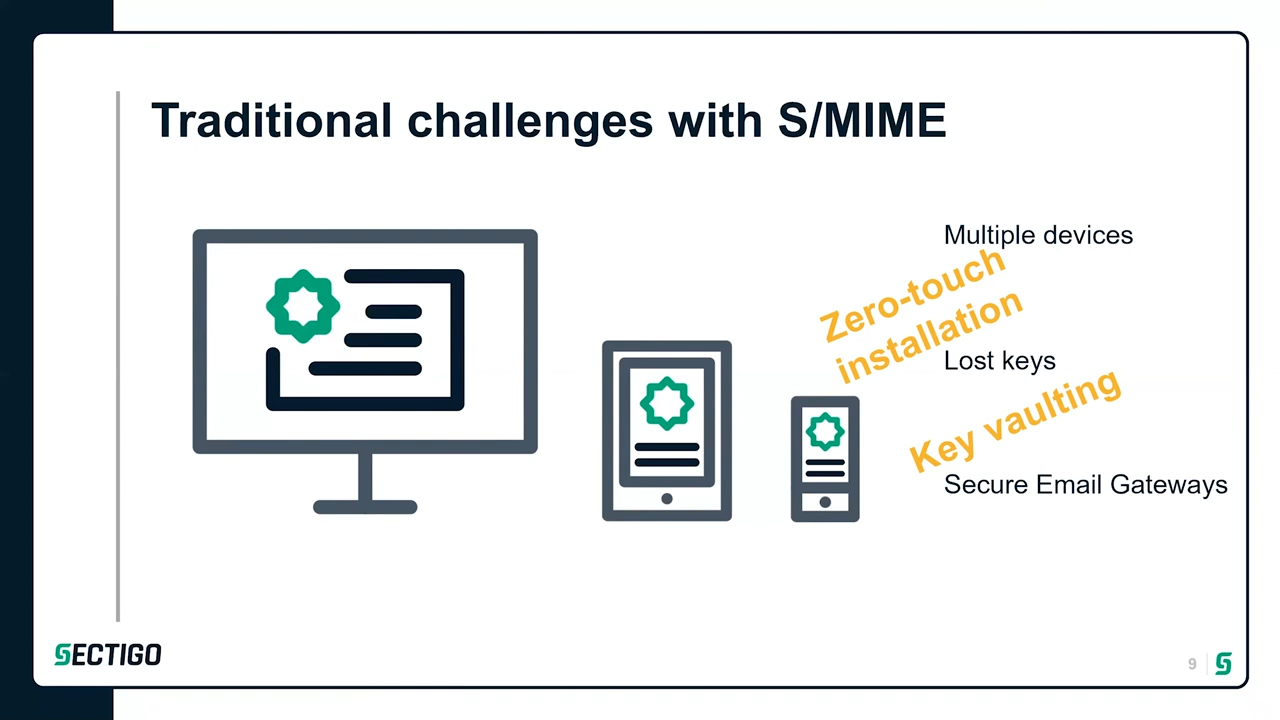 Traditional challenges with S/MIME
Multiple devices
Zero-touch
installation
Lost keys
Key vaulting
Secure Email Gateways
SECTIGO
9
S